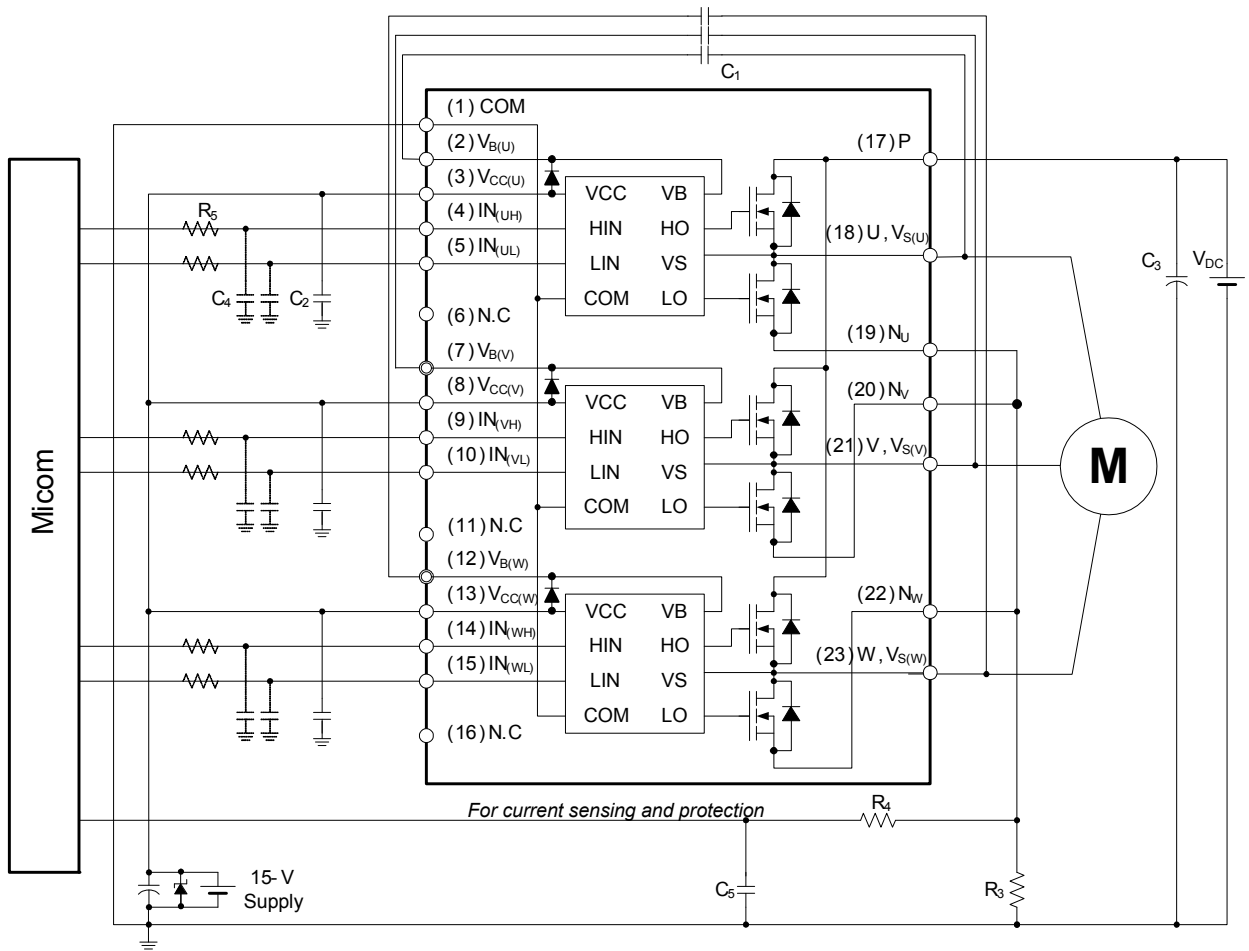 C1
(1) COM
(2) VB(U)
(3) VCC(U)
(4) IN(UH)
(5) IN(UL)
(6) N.C
(7) VB(V)
(8) VCC(V)
(9) IN(VH)
(10) IN(VL)
(11) N.C
(12) VB(W)
(13) VCC(W)
(14) IN(WH)
(15) IN(WL)
(16) N.C
VCC VB
HIN HO
LIN VS
COM LO
VCC VB
HIN HO
LIN VS
COM LO
VCC VB
HIN HO
LIN VS
COM LO
(17) P
(18) U, VS(U)
(19) NU
(20) NV
(21) V, VS(V)
(22) NW
(23) W, VS(W)
Micom
R5
C4
C2
C3
VDC
M
For current sensing and protection
R4
C5
R3
15-V
Supply